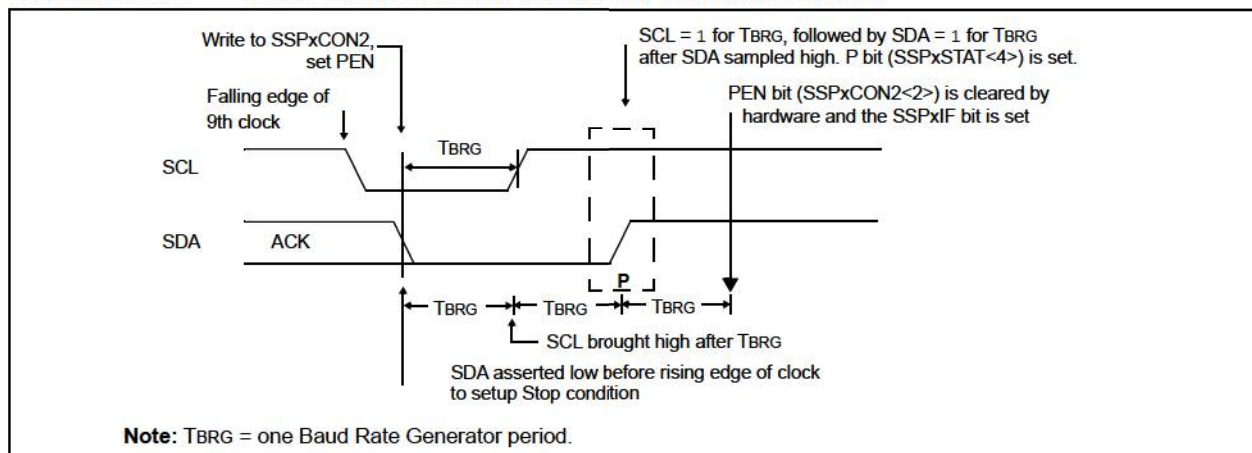 Write to SSPxCON2,
set PEN
SCL = 1 for TBRG, followed by SDA = 1 for TBRG
after SDA sampled high. P bit (SSPxSTAT<4>) is set.
PEN bit (SSPxCON2<2>) is cleared by
hardware and the SSPxIF bit is set
Falling edge of
9th clock
TBRG
SCL
SDA
ACK
P
TBRG
TBRG
TBRG
SCL brought high after TBRG
SDA asserted low before rising edge of clock
to setup Stop condition
Note: TBRG = one Baud Rate Generator period.